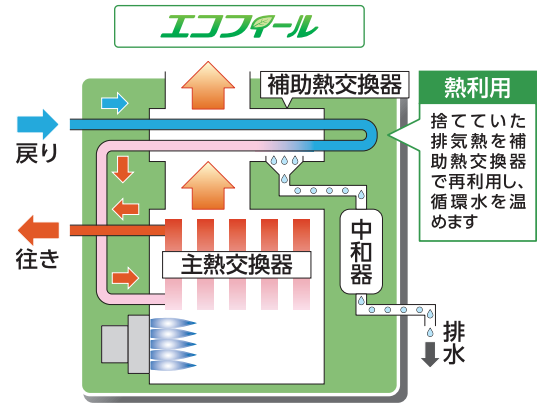 エコフィール
補助熱交換器
熱利用
捨てていた
排気熱を補
助熱交換器
で再利用し、
循環水を温
めます
戻り
往き
主熱交換器
中和器
排水